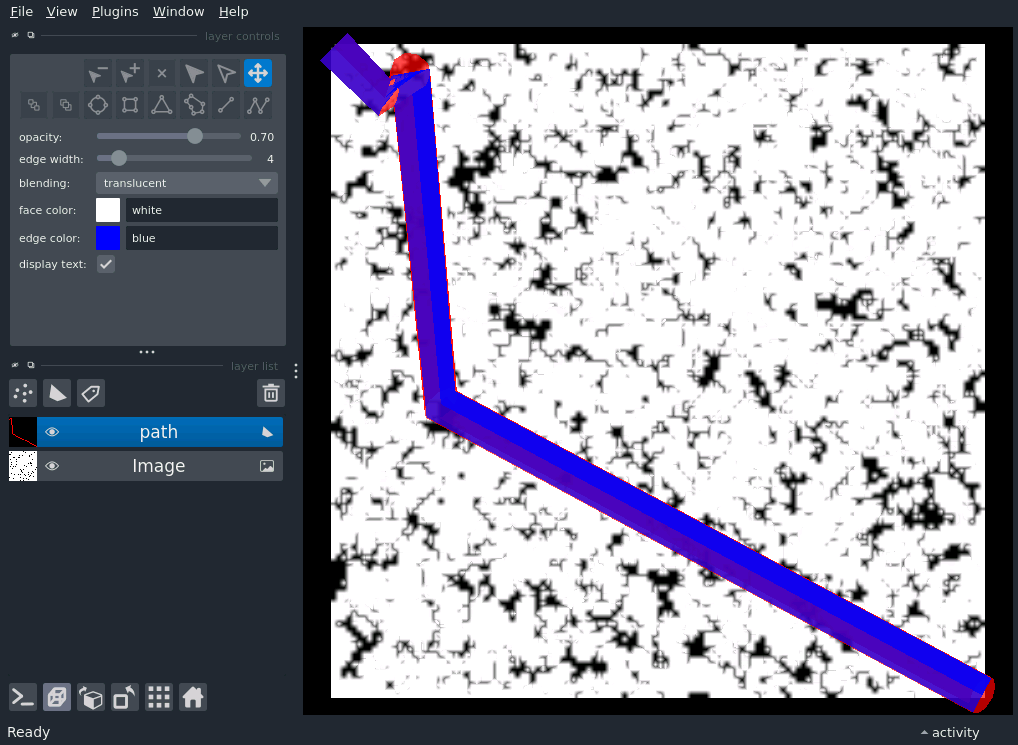 File View Plugins Window Help
layer controls
opacity: 0.70
edge width: 4
blending: translucent
face color: white
edge color: blue
display text:
layer list
path
Image
Ready activity